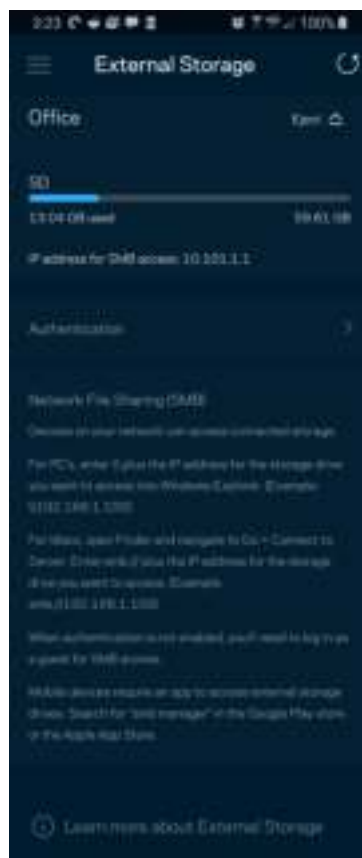 3:23
100%
External Storage
Office
Eject
SD
13.04 GB used
59.61 GB
IP address for SMB access: 10.101.1.1
Authentication
Network File Sharing (SMB)
Devices on your network can access connected storage.
For PCs, enter \\ plus the IP address for the storage drive
you want to access into Windows Explorer. (Example:
\\192.168.1.120)
For Macs, open Finder and navigate to Go > Connect to
Server. Enter smb:// plus the IP address for the storage
drive you want to access. (Example:
smb://192.168.1.120)
When authentication is not enabled, you'll need to log in as
a guest for SMB access.
Mobile devices require an app to access external storage
drives. Search for "smb manager" in the Google Play store
or the Apple App Store.
Learn more about External Storage